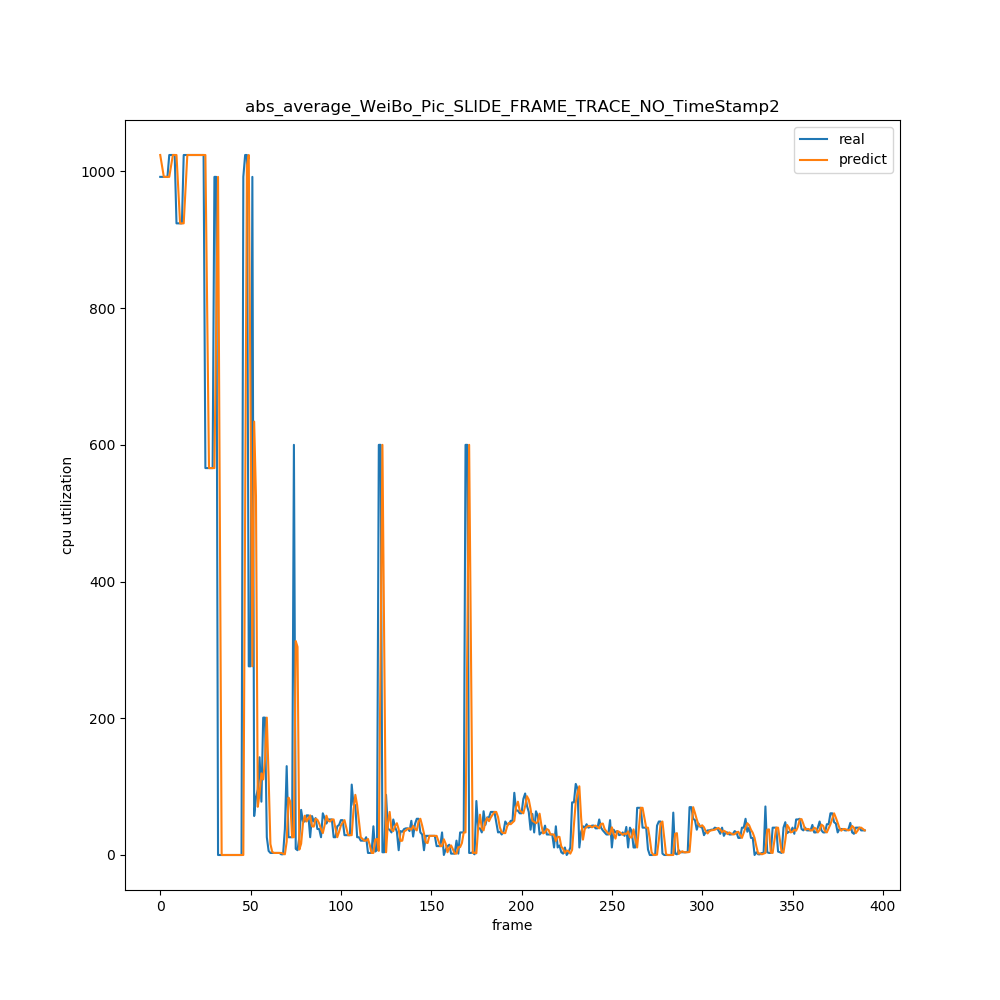 abs_average_WeiBo_Pic_SLIDE_FRAME_TRACE_NO_TimeStamp2
real
predict
1000
800
600
400
200
0
cpu utilization
0 50 100 150 200 250 300 350 400
frame